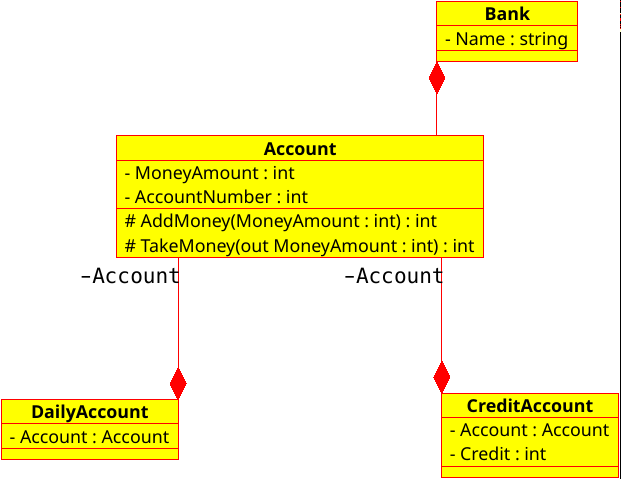 Bank
- Name : string
Account
- MoneyAmount : int
- AccountNumber : int
# AddMoney(MoneyAmount : int) : int
# TakeMoney(out MoneyAmount : int) : int
-Account
-Account
DailyAccount
- Account : Account
CreditAccount
- Account : Account
- Credit : int